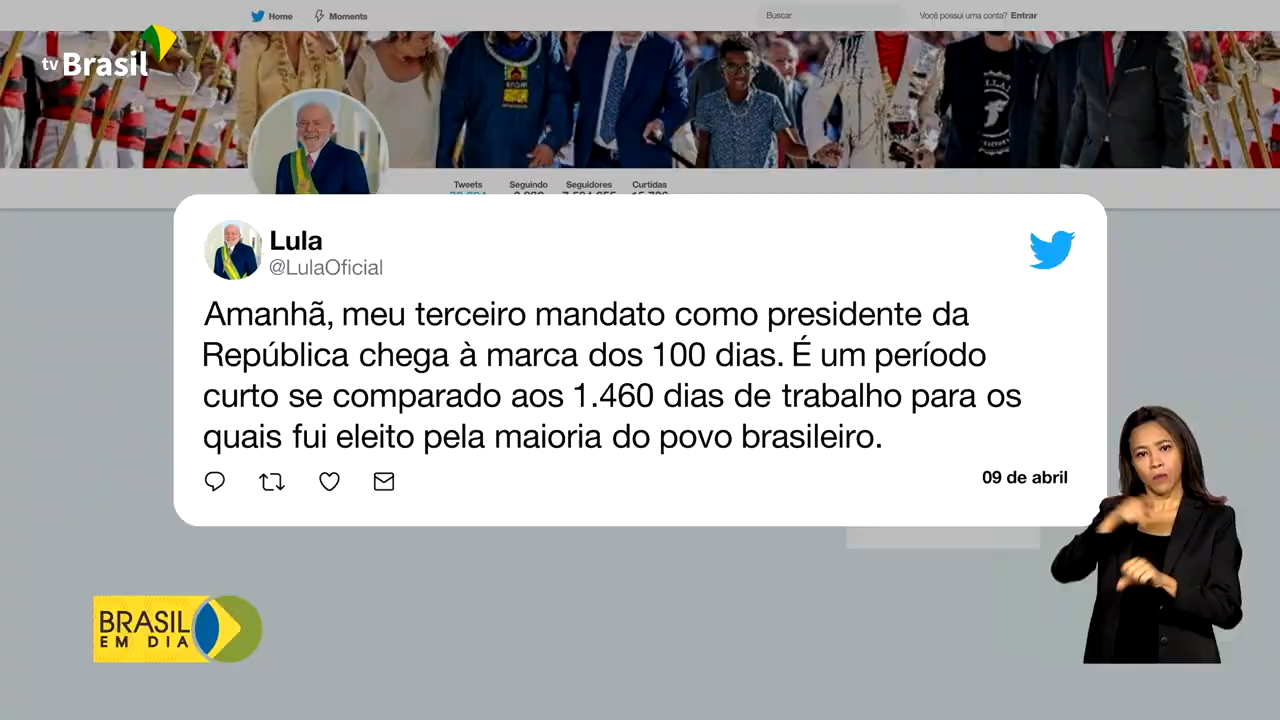 Home
Moments
Buscar
Você possui uma conta? Entrar
tv Brasil
Tweets
Seguindo
Seguidores
Curtidas
Lula
@LulaOficial
Amanhã, meu terceiro mandato como presidente da
República chega à marca dos 100 dias. É um período
curto se comparado aos 1.460 dias de trabalho para os
quais fui eleito pela maioria do povo brasileiro.
09 de abril
BRASIL
EM DIA